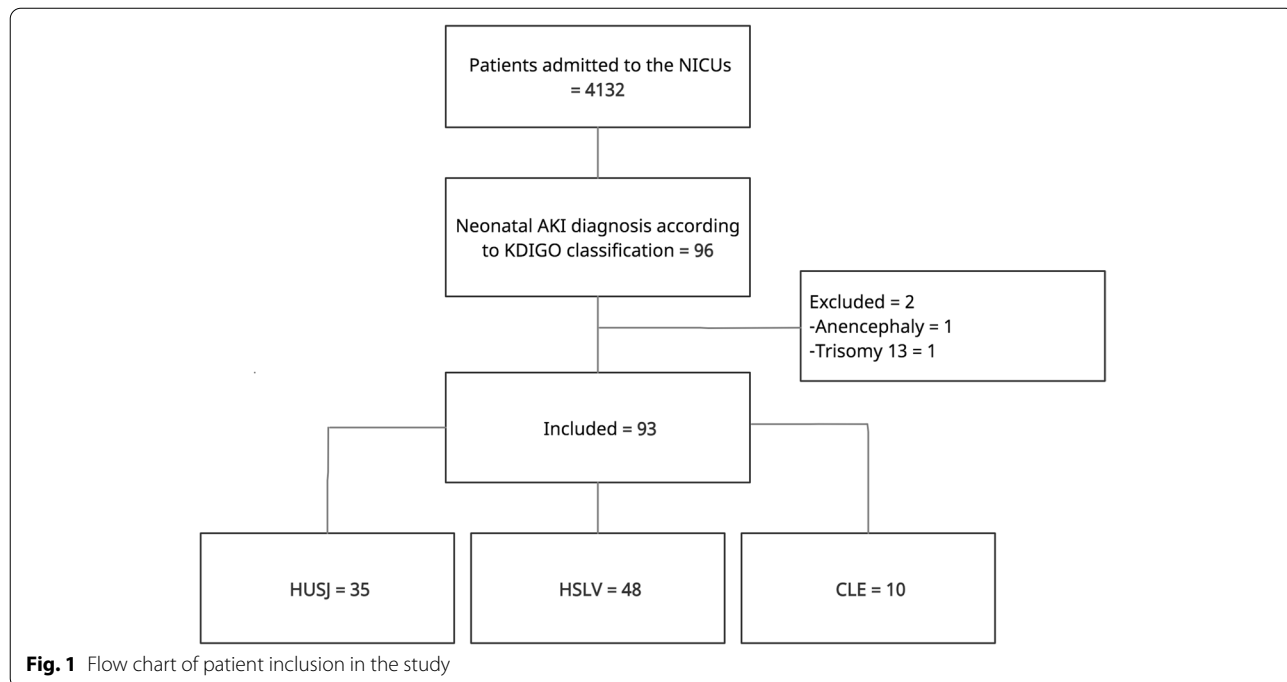 Patients admitted to the NICUs
= 4132
Neonatal AKI diagnosis according
to KDIGO classification = 96
Excluded = 2
-Anencephaly = 1
-Trisomy 13 = 1
Included = 93
HUSJ = 35
HSLV = 48
CLE = 10
Fig. 1 Flow chart of patient inclusion in the study